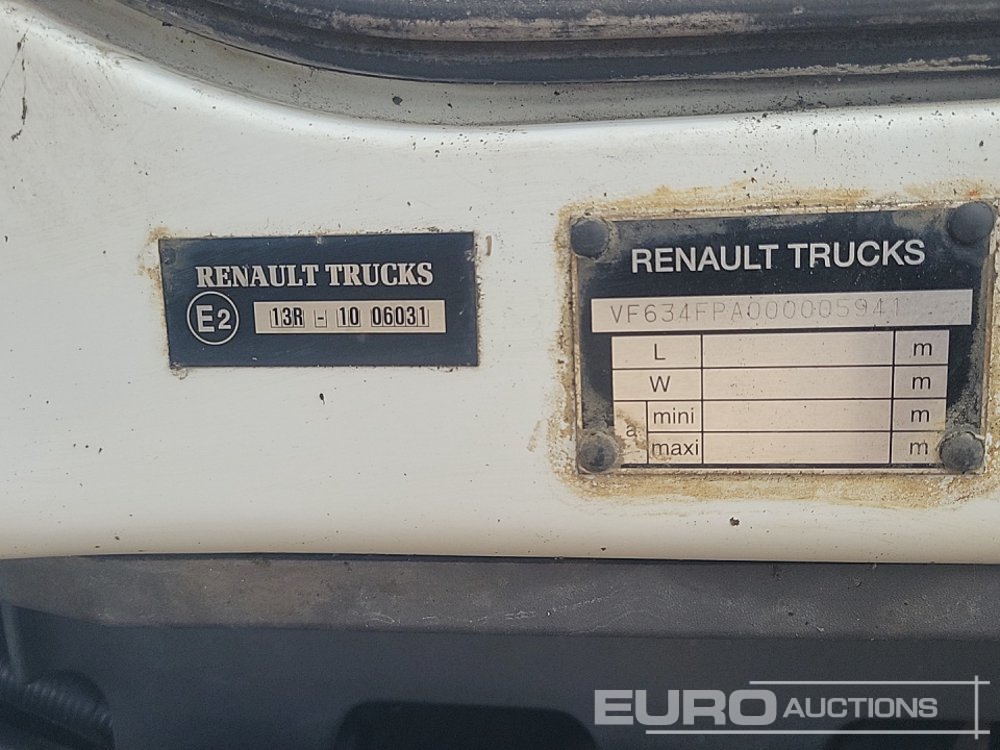 RENAULT TRUCKS
E2 13R - 10 06031
RENAULT TRUCKS
VF634FPA000005941
L m
W m
a mini m
maxi m
EURO AUCTIONS